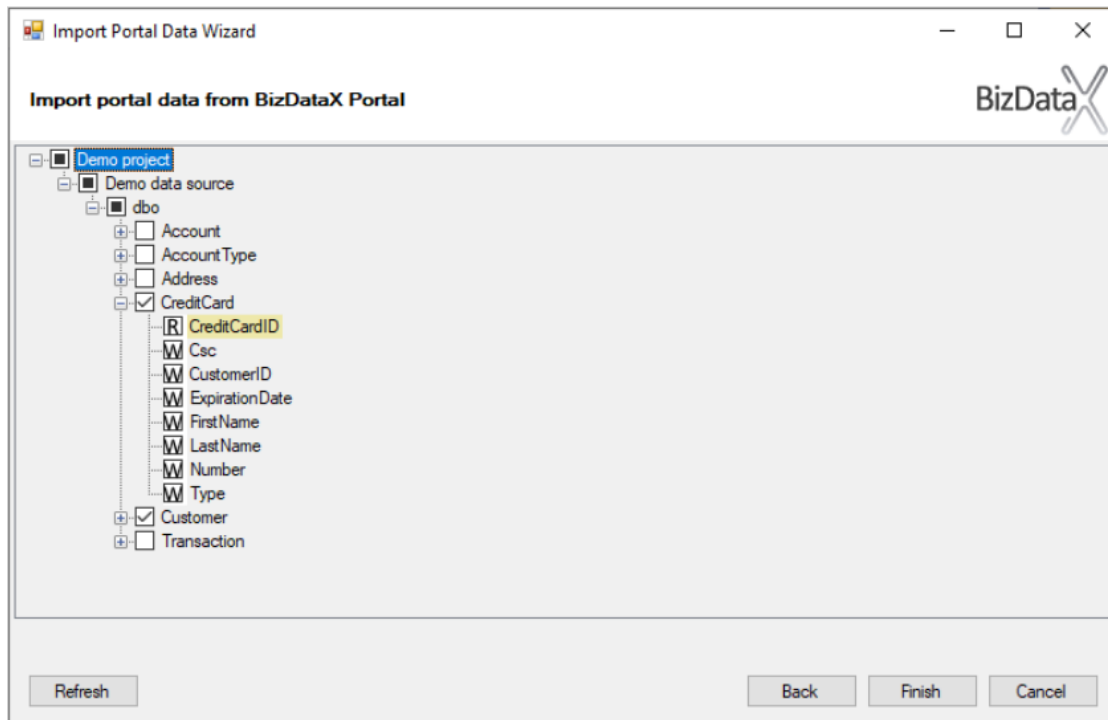 Import Portal Data Wizard
Import portal data from BizDataX Portal
BizDataX
Demo project
Demo data source
dbo
Account
AccountType
Address
CreditCard
R CreditCardID
W Csc
W CustomerID
W ExpirationDate
W FirstName
W LastName
W Number
W Type
Customer
Transaction
Refresh
Back
Finish
Cancel